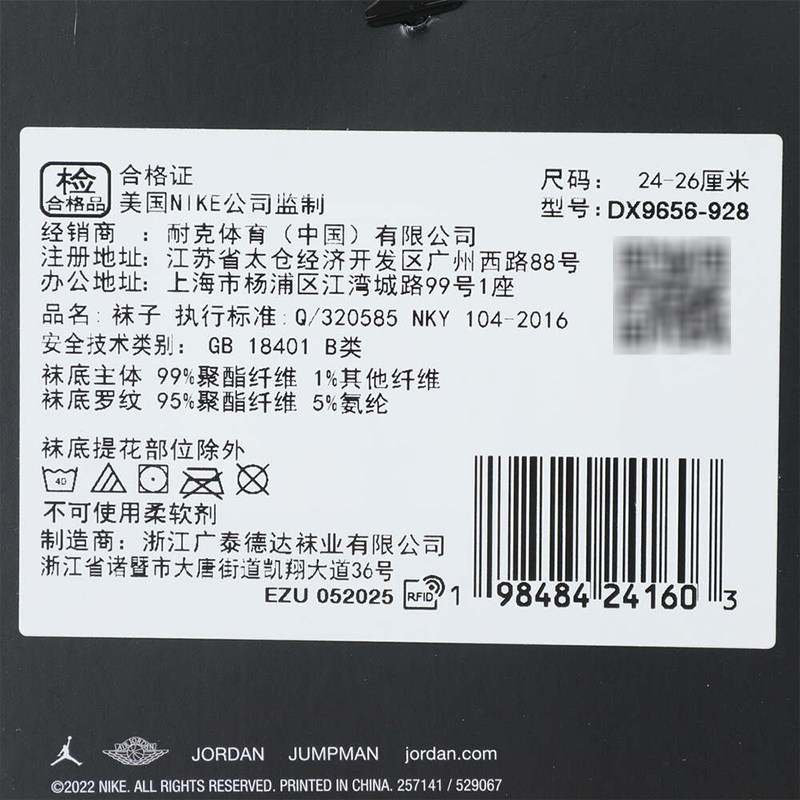 检
合格品
合格证
美国NIKE公司监制
尺码： 24-26厘米
型号：DX9656-928
经销商 ：耐克体育（中国）有限公司
注册地址：江苏省太仓经济开发区广州西路88号
办公地址：上海市杨浦区江湾城路99号1座
品名：袜子 执行标准：Q/320585 NKY 104-2016
安全技术类别： GB 18401 B类
袜底主体 99%聚酯纤维 1%其他纤维
袜底罗纹 95%聚酯纤维 5%氨纶
袜底提花部位除外
40
不可使用柔软剂
制造商：浙江广泰德达袜业有限公司
浙江省诸暨市大唐街道凯翔大道36号
EZU 052025 RFID 1 98484 24160 3
AIR JORDAN
JORDAN JUMPMAN jordan.com
©2022 NIKE. ALL RIGHTS RESERVED. PRINTED IN CHINA. 257141 / 529067